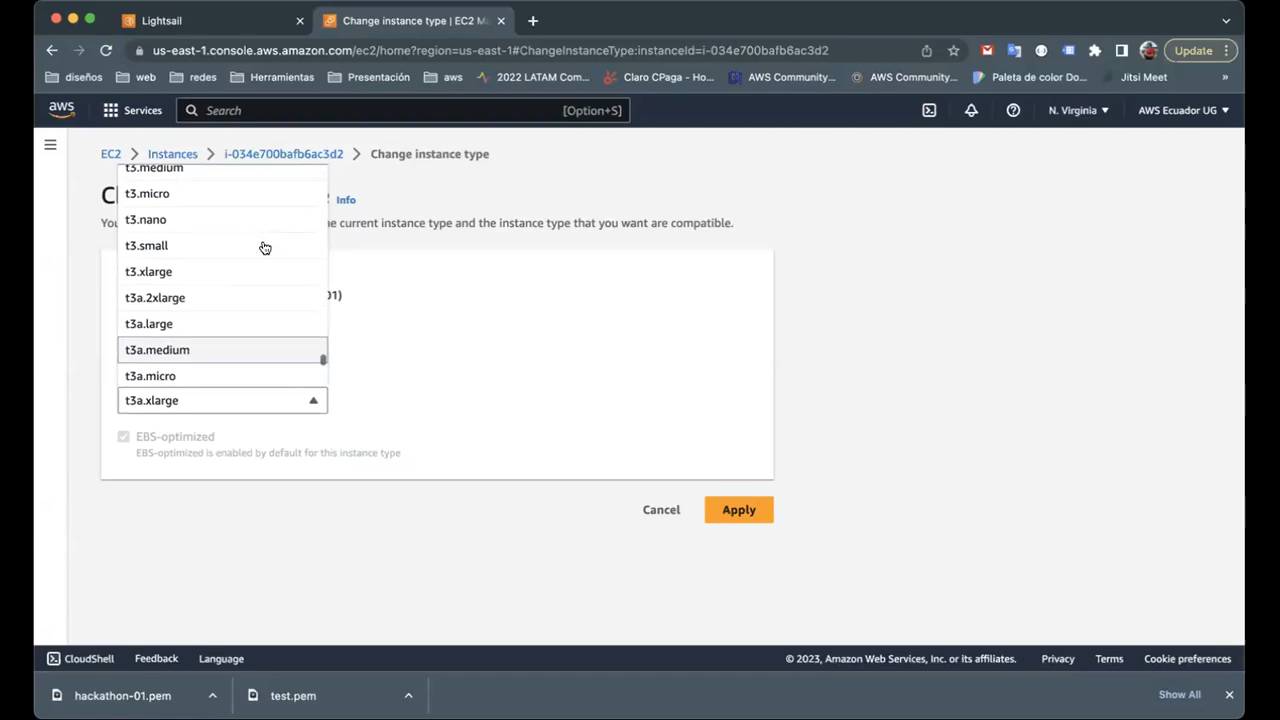 Lightsail
Change instance type | EC2 M
us-east-1.console.aws.amazon.com/ec2/home?region=us-east-1#ChangeInstanceType:instanceId=i-034e700bafb6ac3d2
Update
diseños
web
redes
Herramientas
Presentación
aws
2022 LATAM Com...
Claro CPaga - Ho...
AWS Community...
AWS Community...
Paleta de color Do...
Jitsi Meet
»
aws
Services
Search
[Option+S]
N. Virginia
AWS Ecuador UG
EC2
Instances
i-034e700bafb6ac3d2
Change instance type
Info
he current instance type and the instance type that you want are compatible.
t3.medium
t3.micro
t3.nano
t3.small
t3.xlarge
01)
t3a.2xlarge
t3a.large
t3a.medium
t3a.micro
t3a.xlarge
EBS-optimized
EBS-optimized is enabled by default for this instance type
Cancel
Apply
CloudShell
Feedback
Language
© 2023, Amazon Web Services, Inc. or its affiliates.
Privacy
Terms
Cookie preferences
hackathon-01.pem
test.pem
Show All